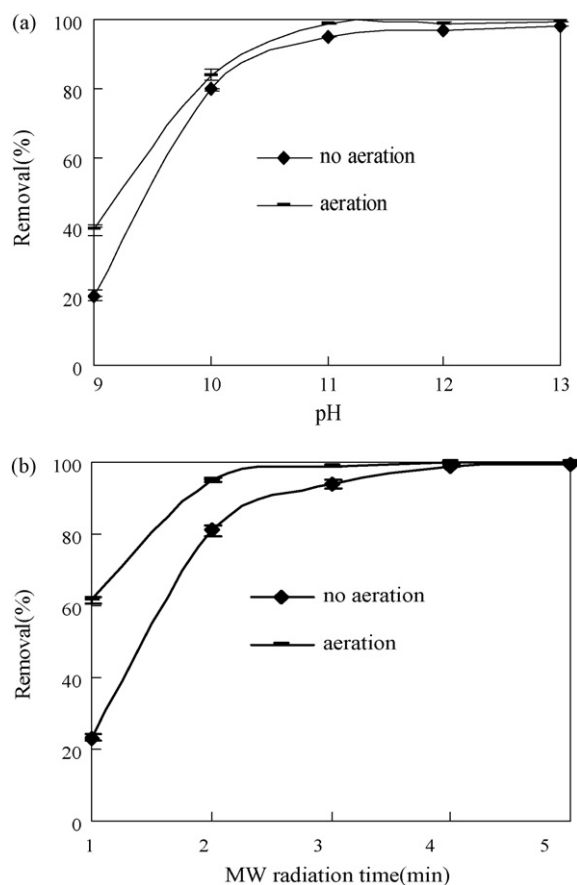 (a)
100
80
60
40
20
0
Removal(%)
no aeration
aeration
9 10 11 12 13
pH
(b)
100
80
60
40
20
0
Removal(%)
no aeration
aeration
1 2 3 4 5
MW radiation time(min)